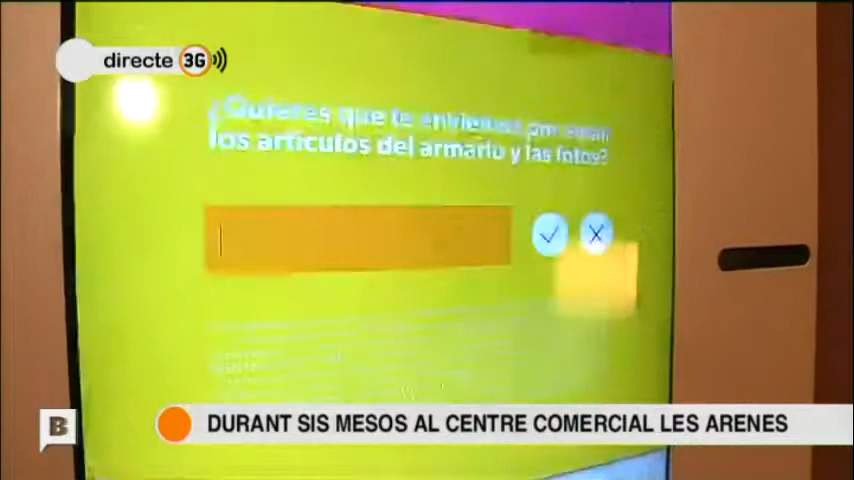 directe 3G
¿Quieres que te enviemos por email
los artículos del armario y las fotos?
B
DURANT SIS MESOS AL CENTRE COMERCIAL LES ARENES